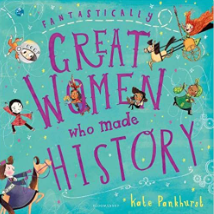 FANTASTICALLY
GREAT
WOMEN
who made
HISTORY
Kate Pankhurst